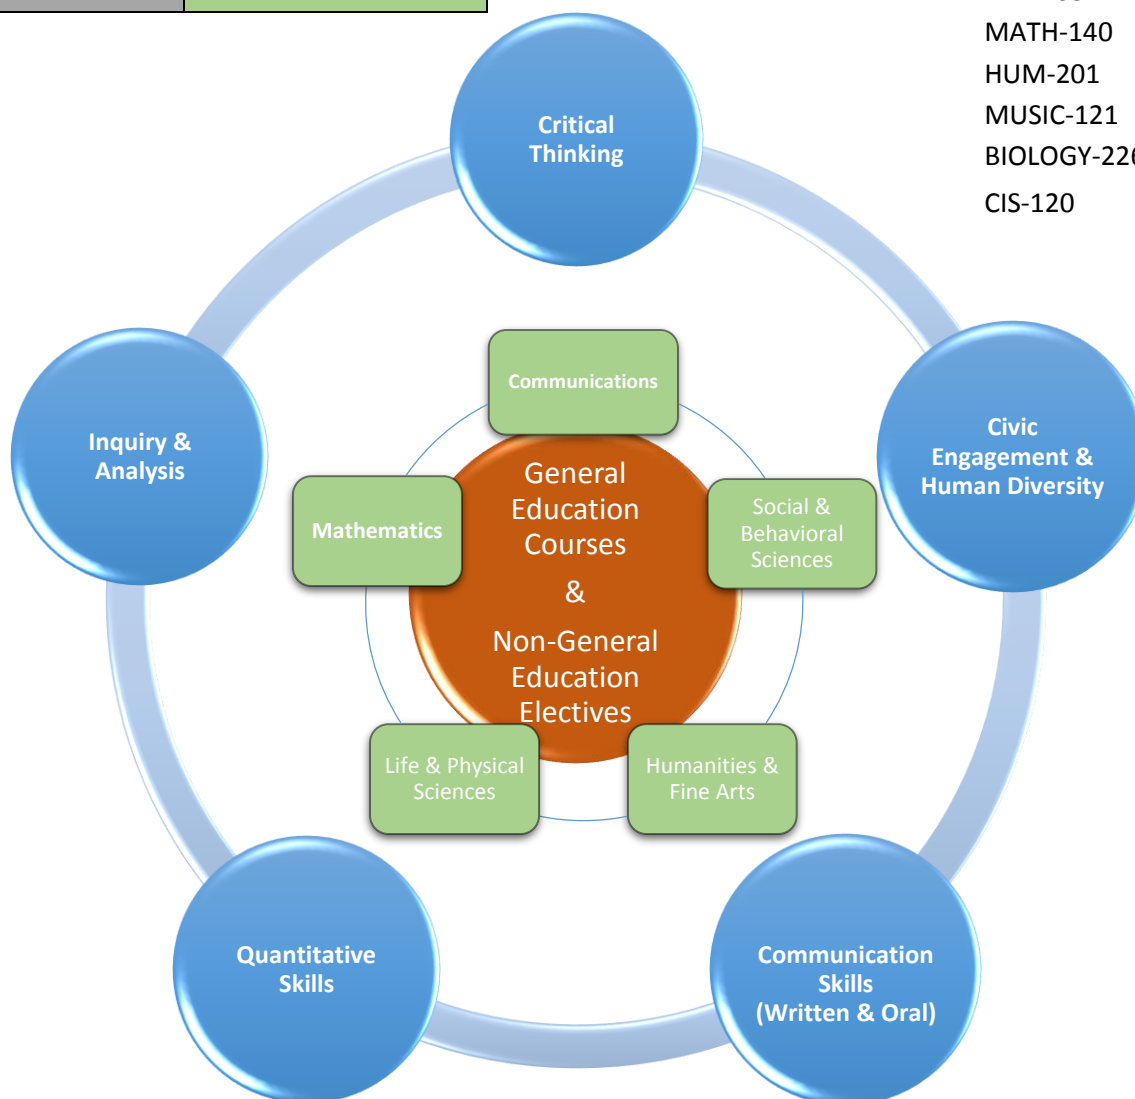 MATH-140
HUM-201
MUSIC-121
BIOLOGY-226
CIS-120
Critical
Thinking
Inquiry &
Analysis
Civic
Engagement &
Human Diversity
Communications
Mathematics
Social &
Behavioral
Sciences
General
Education
Courses
&
Non-General
Education
Electives
Life & Physical
Sciences
Humanities &
Fine Arts
Quantitative
Skills
Communication
Skills
(Written & Oral)